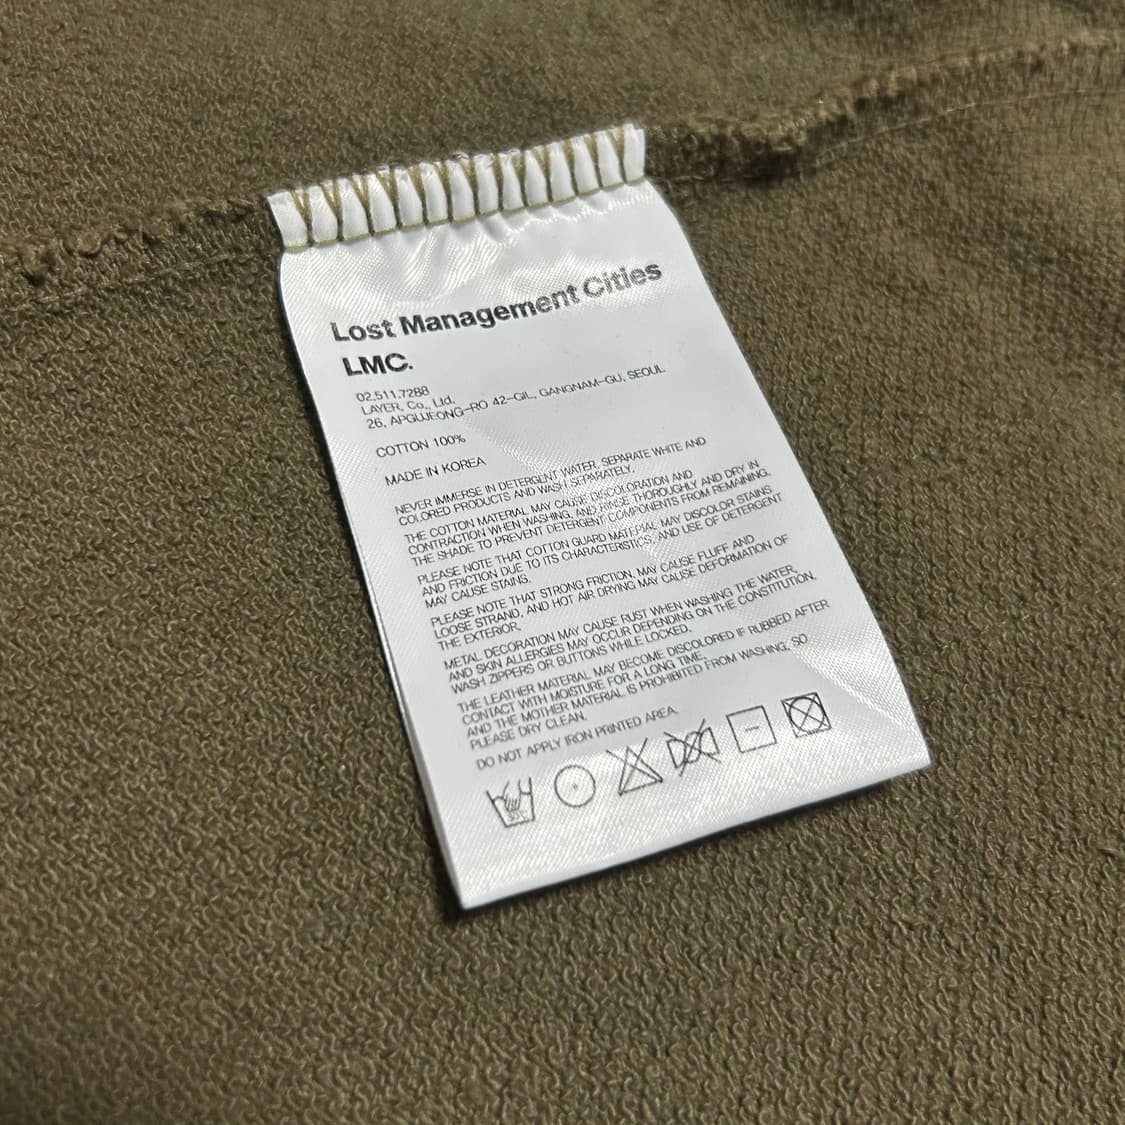 Lost Management Cities
LMC.
02.511.7288
LAYER, Co., Ltd.
26, APGUJEONG-RO 42-GIL, GANGNAM-GU, SEOUL
COTTON 100%
MADE IN KOREA
NEVER IMMERSE IN DETERGENT WATER, SEPARATE WHITE AND
COLORED PRODUCTS AND WASH SEPARATELY.
THE COTTON MATERIAL MAY CAUSE DISCOLORATION AND
CONTRACTION WHEN WASHING, AND RINSE THOROUGHLY AND DRY IN
THE SHADE TO PREVENT DETERGENT COMPONENTS FROM REMAINING.
PLEASE NOTE THAT COTTON GUARD MATERIAL MAY DISCOLOR STAINS
AND FRICTION DUE TO ITS CHARACTERISTICS, AND USE OF DETERGENT
MAY CAUSE STAINS.
PLEASE NOTE THAT STRONG FRICTION, MAY CAUSE FLUFF AND
LOOSE STRAND, AND HOT AIR DRYING MAY CAUSE DEFORMATION OF
THE EXTERIOR.
METAL DECORATION MAY CAUSE RUST WHEN WASHING THE WATER,
AND SKIN ALLERGIES MAY OCCUR DEPENDING ON THE CONSTITUTION.
WASH ZIPPERS OR BUTTONS WHILE LOCKED.
THE LEATHER MATERIAL MAY BECOME DISCOLORED IF RUBBED AFTER
CONTACT WITH MOISTURE FOR A LONG TIME.
AND THE MOTHER MATERIAL IS PROHIBITED FROM WASHING, SO
PLEASE DRY CLEAN.
DO NOT APPLY IRON PRINTED AREA.
30°C